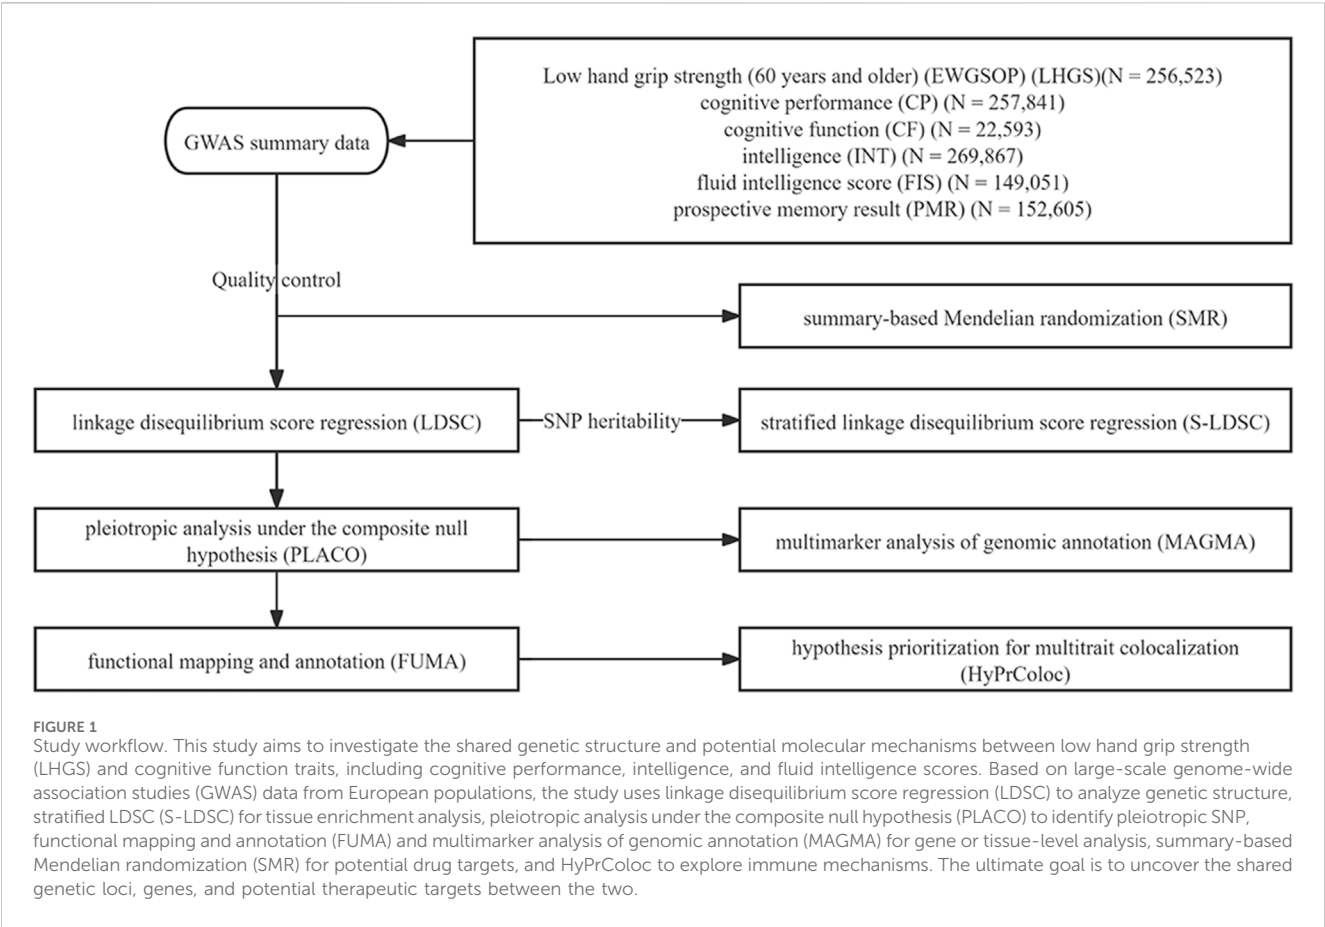 Low hand grip strength (60 years and older) (EWGSOP) (LHGS)(N = 256,523)
cognitive performance (CP) (N = 257,841)
cognitive function (CF) (N = 22,593)
intelligence (INT) (N = 269,867)
fluid intelligence score (FIS) (N = 149,051)
prospective memory result (PMR) (N = 152,605)
GWAS summary data
Quality control
summary-based Mendelian randomization (SMR)
linkage disequilibrium score regression (LDSC)
SNP heritability
stratified linkage disequilibrium score regression (S-LDSC)
pleiotropic analysis under the composite null
hypothesis (PLACO)
multimarker analysis of genomic annotation (MAGMA)
functional mapping and annotation (FUMA)
hypothesis prioritization for multitrait colocalization
(HyPrColoc)
FIGURE 1
Study workflow. This study aims to investigate the shared genetic structure and potential molecular mechanisms between low hand grip strength
(LHGS) and cognitive function traits, including cognitive performance, intelligence, and fluid intelligence scores. Based on large-scale genome-wide
association studies (GWAS) data from European populations, the study uses linkage disequilibrium score regression (LDSC) to analyze genetic structure,
stratified LDSC (S-LDSC) for tissue enrichment analysis, pleiotropic analysis under the composite null hypothesis (PLACO) to identify pleiotropic SNP,
functional mapping and annotation (FUMA) and multimarker analysis of genomic annotation (MAGMA) for gene or tissue-level analysis, summary-based
Mendelian randomization (SMR) for potential drug targets, and HyPrColoc to explore immune mechanisms. The ultimate goal is to uncover the shared
genetic loci, genes, and potential therapeutic targets between the two.